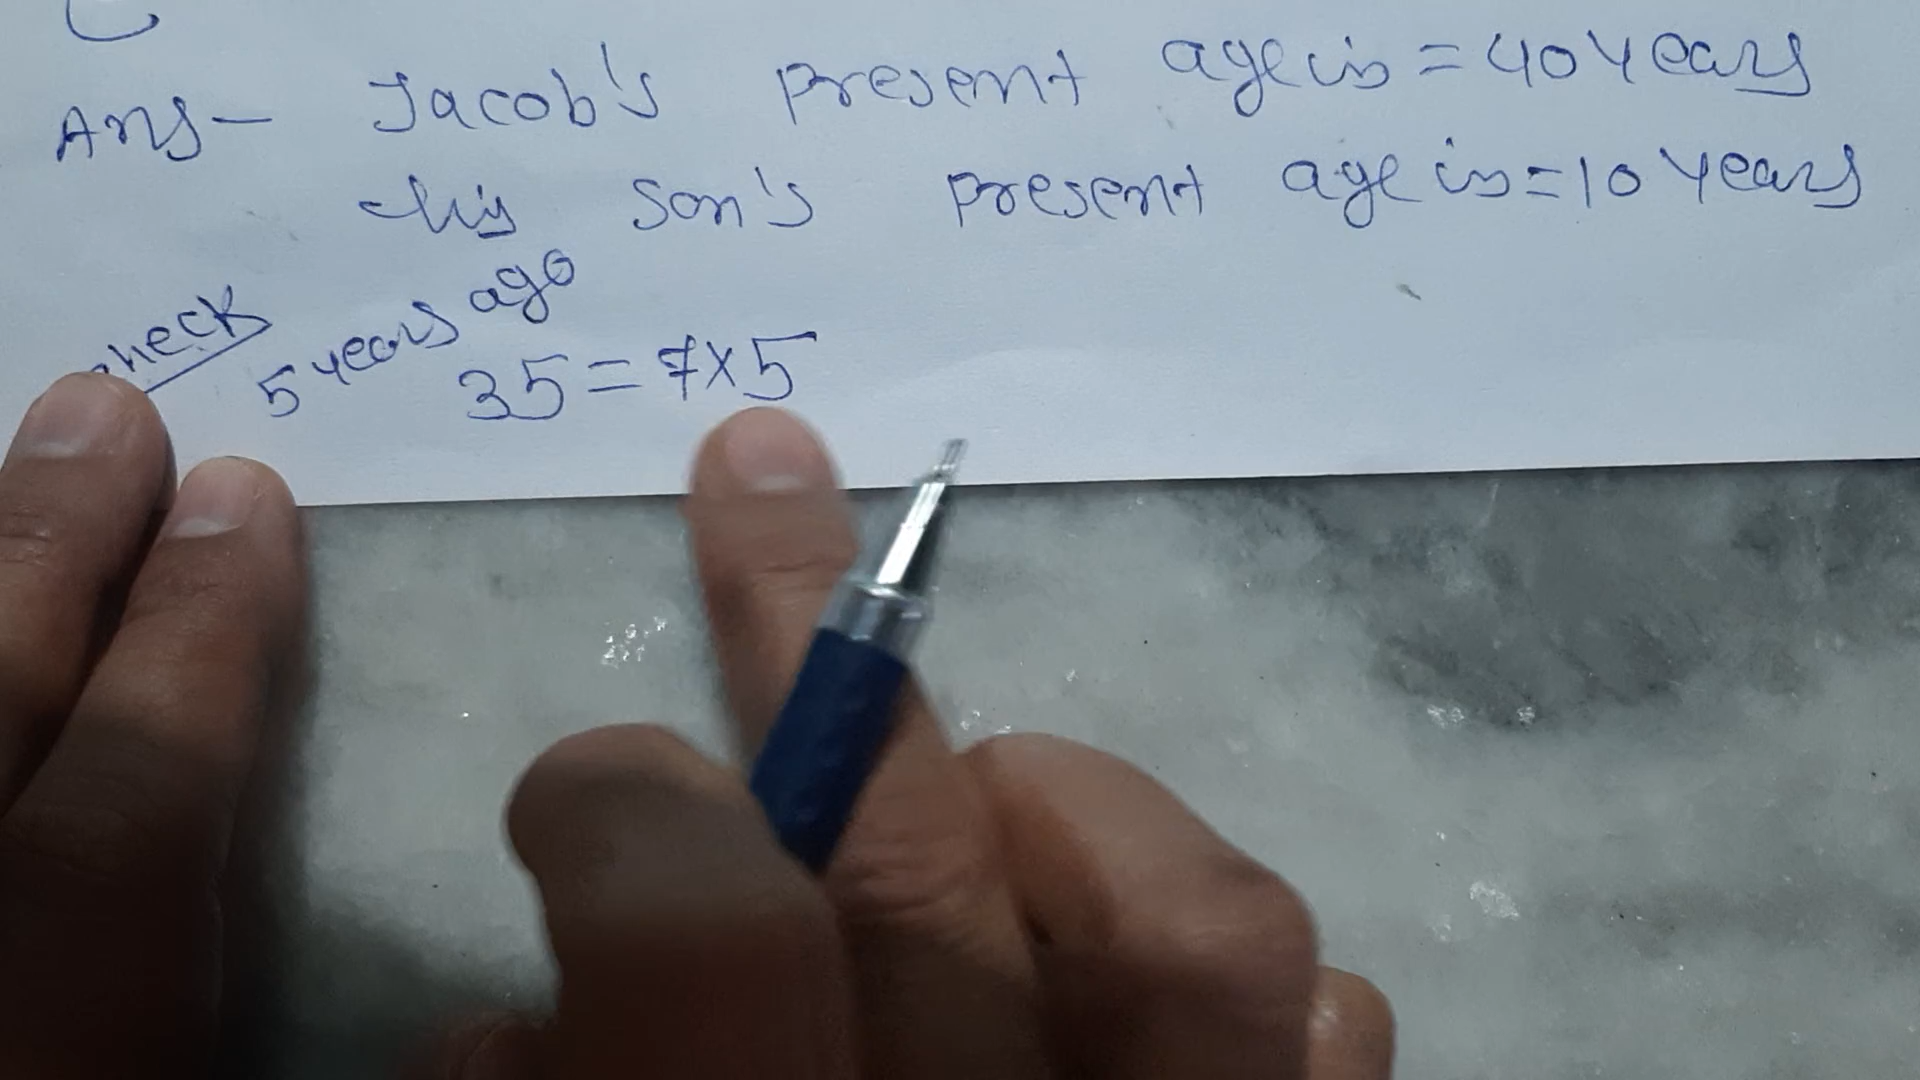 Ans- Jacob's present age is = 40 years
his son's present age is = 10 years
check 5 years ago
35 = 7x5